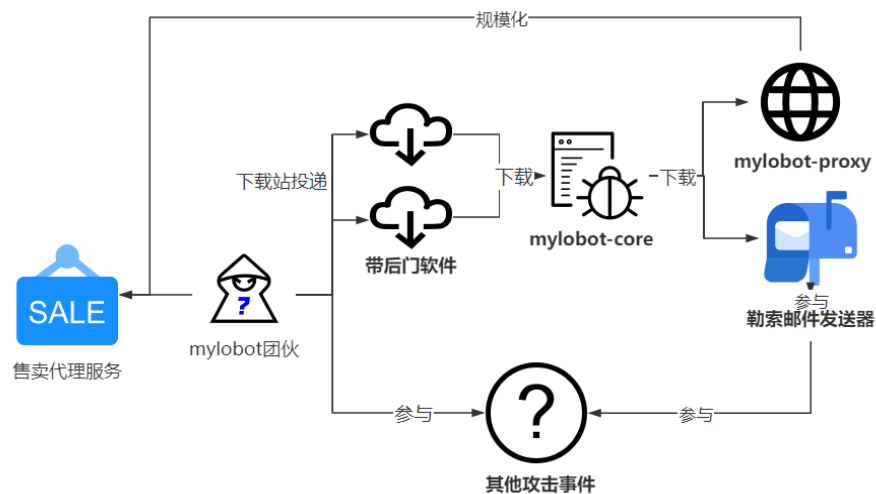 规模化
mylobot-proxy
下载站投递
下载
下载
mylobot-core
带后门软件
SALE
?
mylobot团伙
售卖代理服务
参与
勒索邮件发送器
参与
?
参与
其他攻击事件